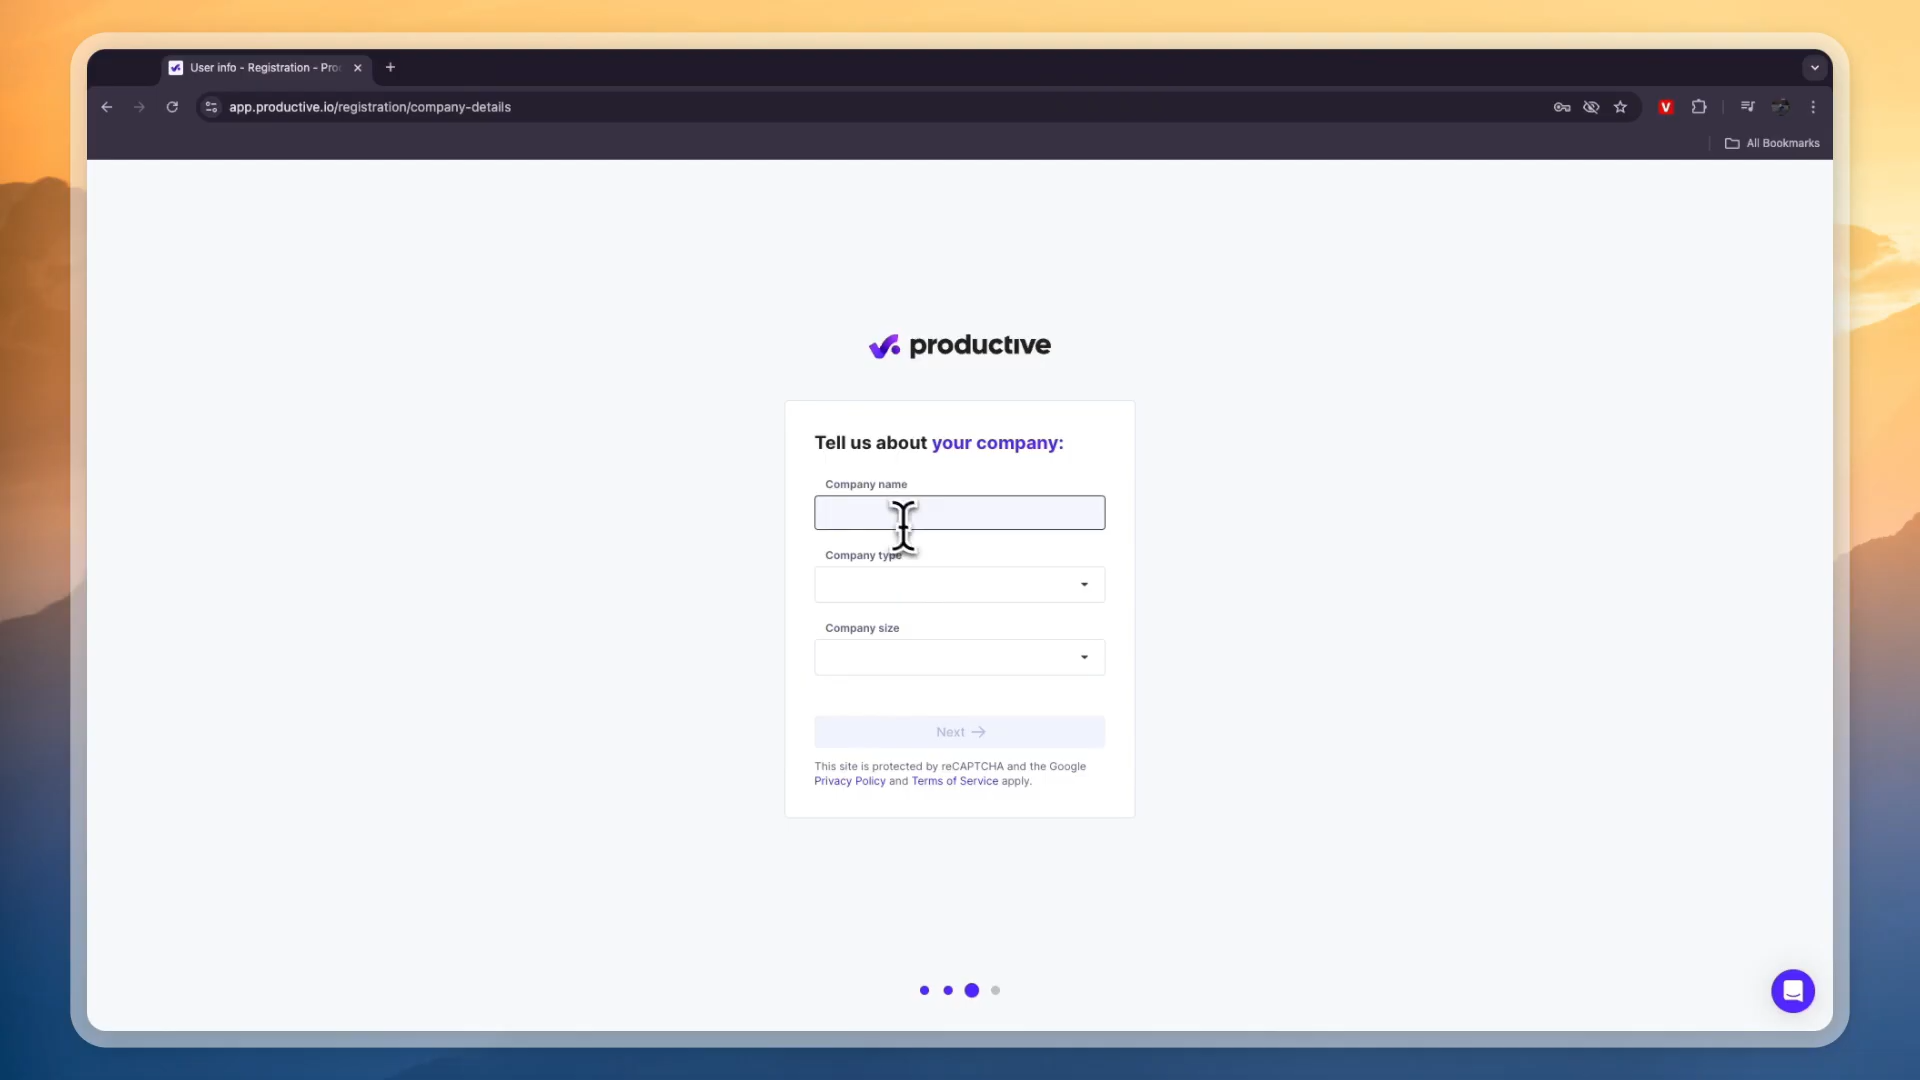 User info - Registration - Pro
app.productive.io/registration/company-details
All Bookmarks
productive
Tell us about your company:
Company name
Company type
Company size
Next →
This site is protected by reCAPTCHA and the Google
Privacy Policy and Terms of Service apply.